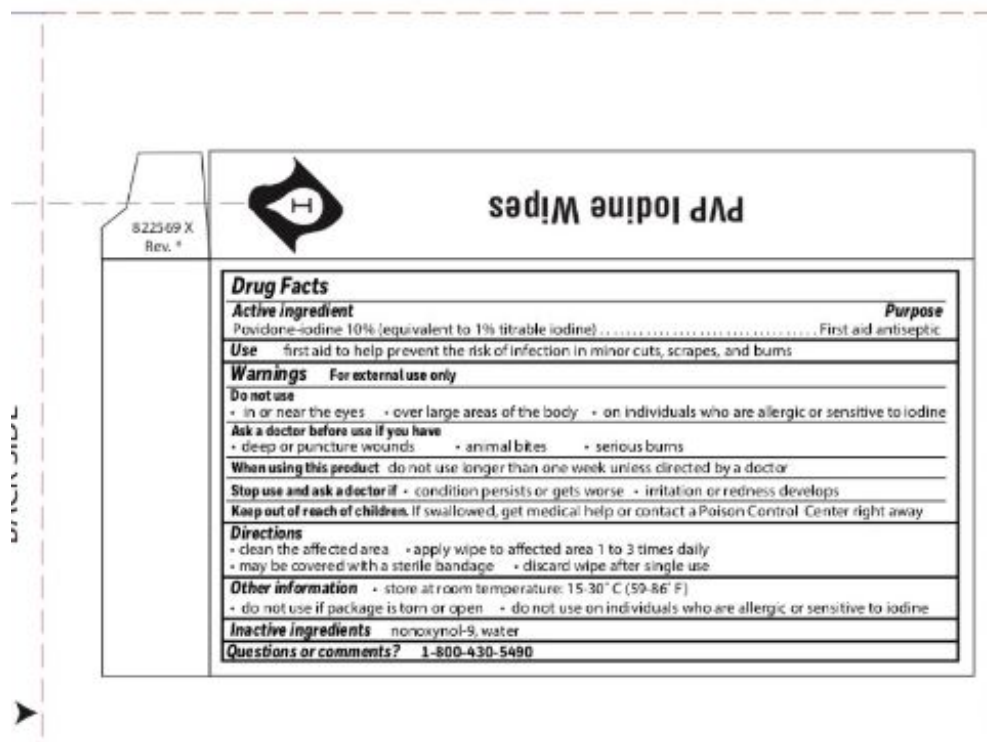 PVP Iodine Wipes
H
822569 X
Rev. *
Drug Facts
Active ingredient Purpose
Povidone-iodine 10% (equivalent to 1% titrable iodine) ................................ First aid antiseptic
Use first aid to help prevent the risk of infection in minor cuts, scrapes, and burns
Warnings For external use only
Do not use
• in or near the eyes • over large areas of the body • on individuals who are allergic or sensitive to iodine
Ask a doctor before use if you have
• deep or puncture wounds • animal bites • serious burns
When using this product do not use longer than one week unless directed by a doctor
Stop use and ask a doctor if • condition persists or gets worse • irritation or redness develops
Keep out of reach of children. If swallowed, get medical help or contact a Poison Control Center right away
Directions
• clean the affected area • apply wipe to affected area 1 to 3 times daily
• may be covered with a sterile bandage • discard wipe after single use
Other information • store at room temperature: 15-30° C (59-86° F)
• do not use if package is torn or open • do not use on individuals who are allergic or sensitive to iodine
Inactive ingredients nonoxynol-9, water
Questions or comments? 1-800-430-5490